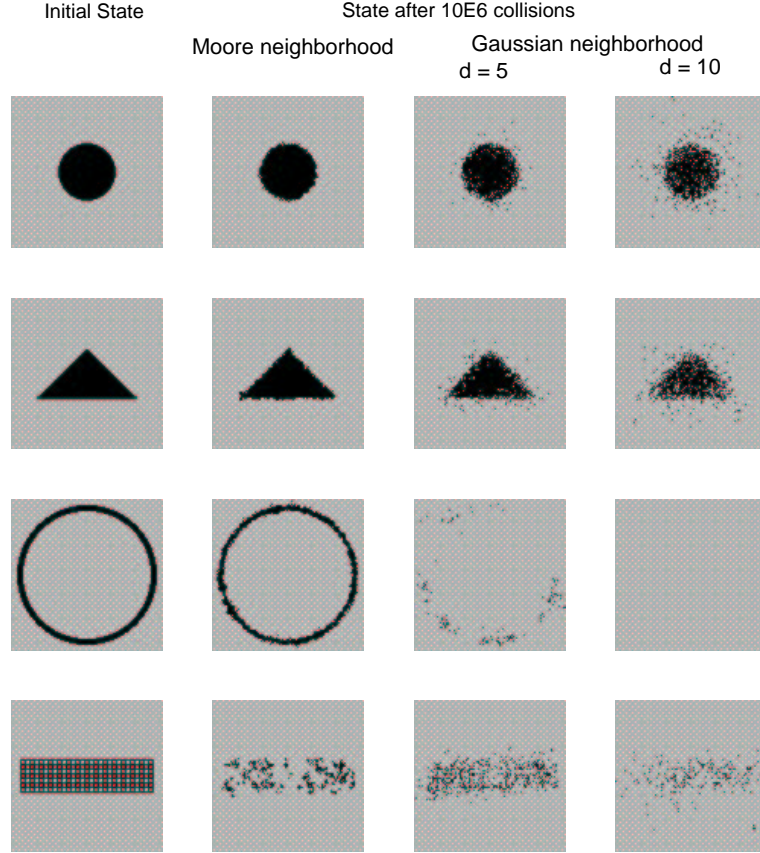 Initial State
State after 10E6 collisions
Moore neighborhood
Gaussian neighborhood
d = 5
d = 10